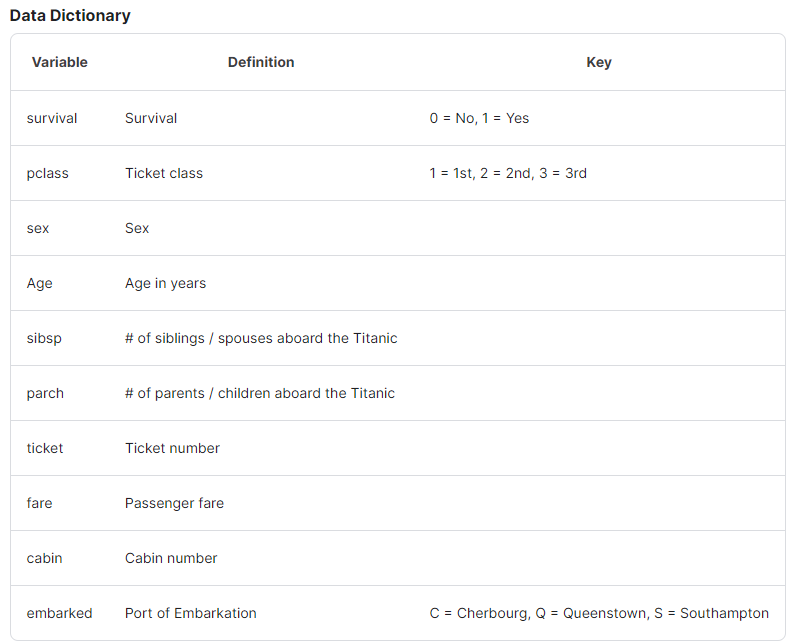 Data Dictionary
Variable Definition Key
survival Survival 0 = No, 1 = Yes
pclass Ticket class 1 = 1st, 2 = 2nd, 3 = 3rd
sex Sex
Age Age in years
sibsp # of siblings / spouses aboard the Titanic
parch # of parents / children aboard the Titanic
ticket Ticket number
fare Passenger fare
cabin Cabin number
embarked Port of Embarkation C = Cherbourg, Q = Queenstown, S = Southampton